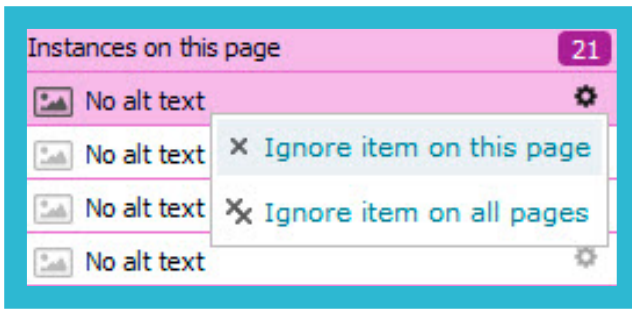 Instances on this page 21
No alt text
No alt text
Ignore item on this page
No alt text
Ignore item on all pages
No alt text